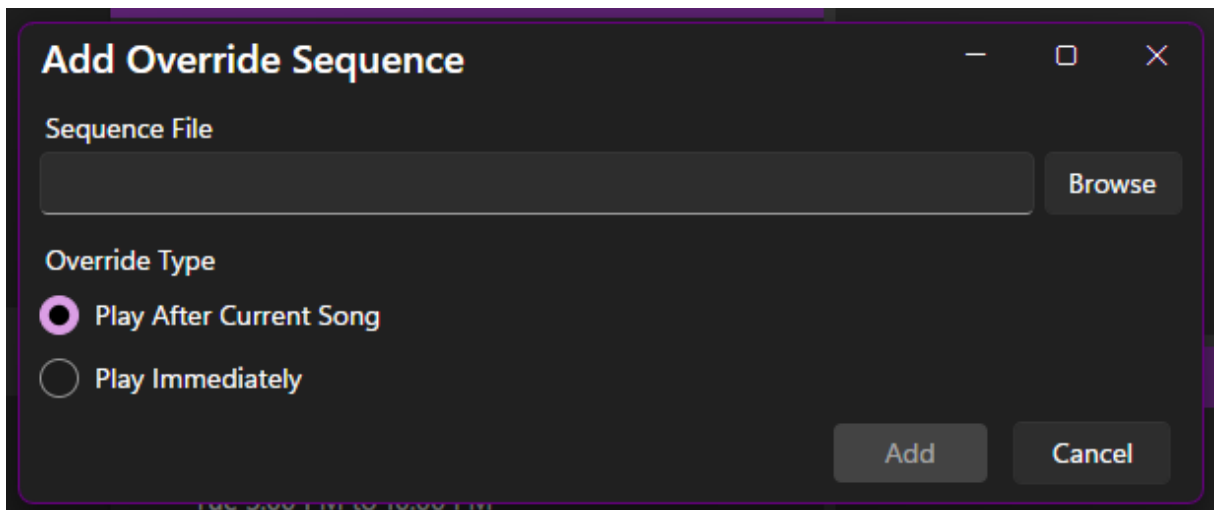 Add Override Sequence
Sequence File
Browse
Override Type
Play After Current Song
Play Immediately
Add Cancel